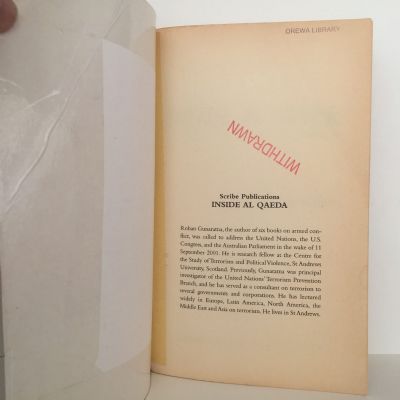 OREWA LIBRARY
WITHDRAWN
Scribe Publications
INSIDE AL QAEDA
Rohan Gunaratna, the author of six books on armed con-
flict, was called to address the United Nations, the U.S.
Congress, and the Australian Parliament in the wake of 11
September 2001. He is research fellow at the Centre for
the Study of Terrorism and Political Violence, St Andrews
University, Scotland. Previously, Gunaratna was principal
investigator of the United Nations' Terrorism Prevention
Branch, and he has served as a consultant on terrorism to
several governments and corporations. He has lectured
widely in Europe, Latin America, North America, the
Middle East and Asia on terrorism. He lives in St Andrews.